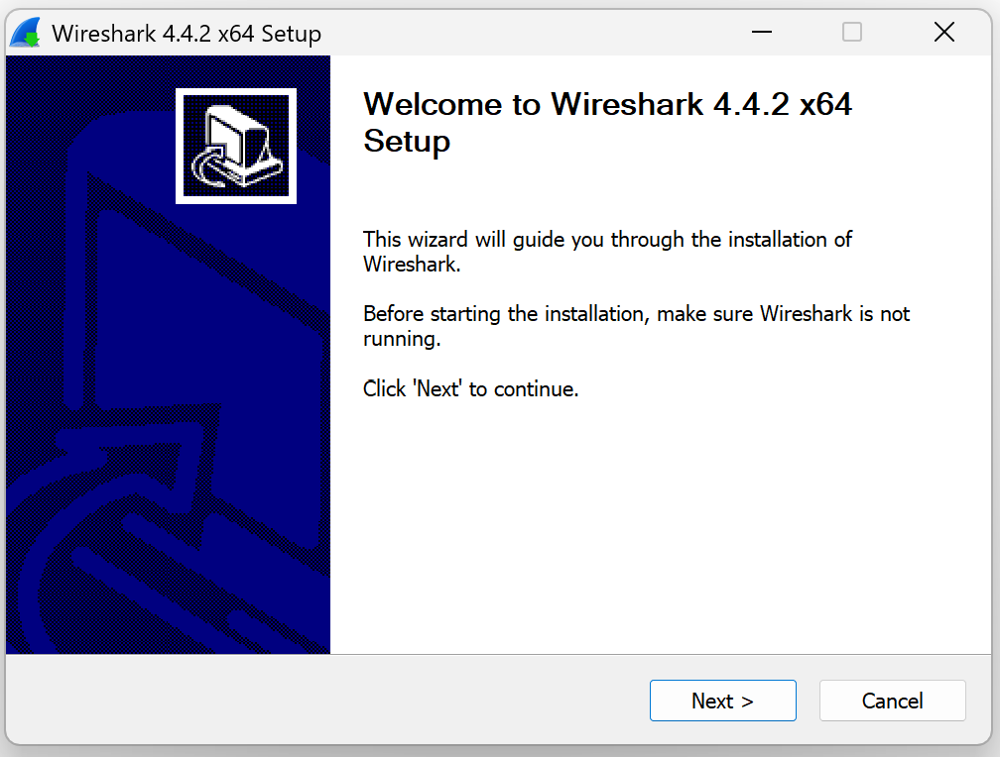 Wireshark 4.4.2 x64 Setup
Welcome to Wireshark 4.4.2 x64
Setup
This wizard will guide you through the installation of
Wireshark.
Before starting the installation, make sure Wireshark is not
running.
Click 'Next' to continue.
Next >
Cancel